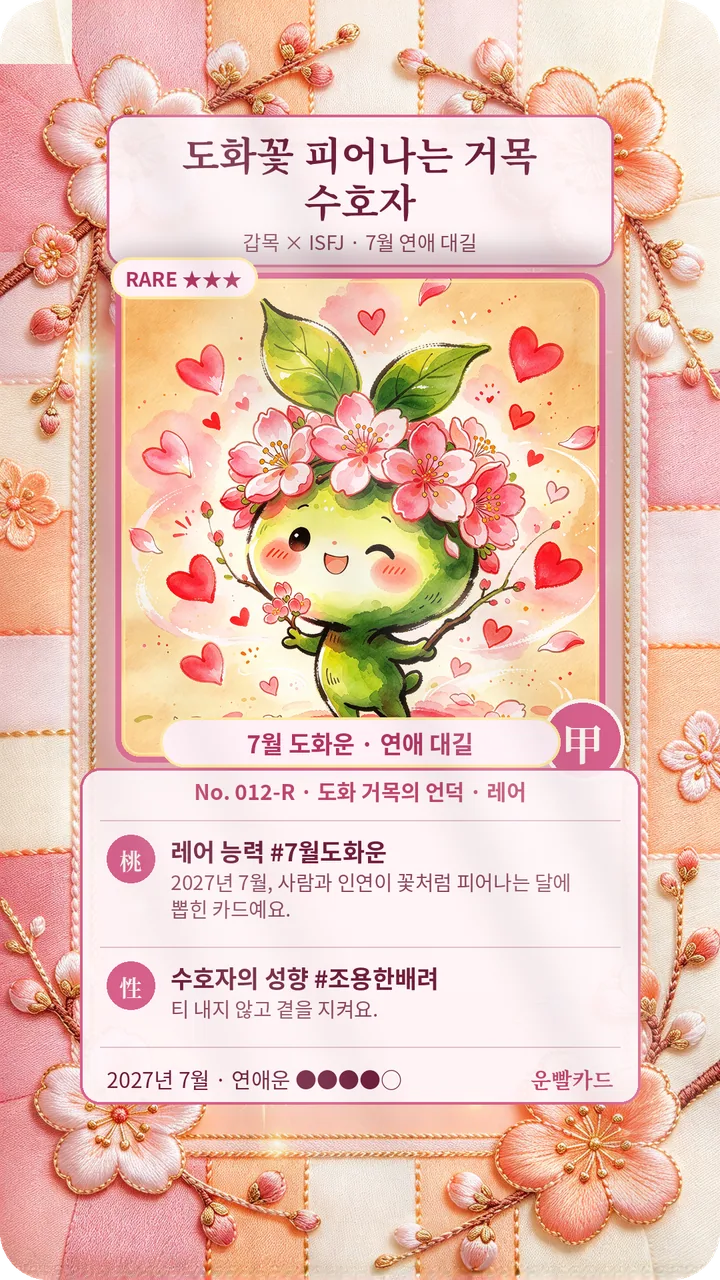 도화꽃 피어나는 거목
수호자
갑목 × ISFJ · 7월 연애 대길
RARE ★★★
7월 도화운 · 연애 대길
甲
No. 012-R · 도화 거목의 언덕 · 레어
桃
레어 능력 #7월도화운
2027년 7월, 사람과 인연이 꽃처럼 피어나는 달에
뽑힌 카드예요.
性
수호자의 성향 #조용한배려
티 내지 않고 곁을 지켜요.
2027년 7월 · 연애운 ●●●●○
운빨카드